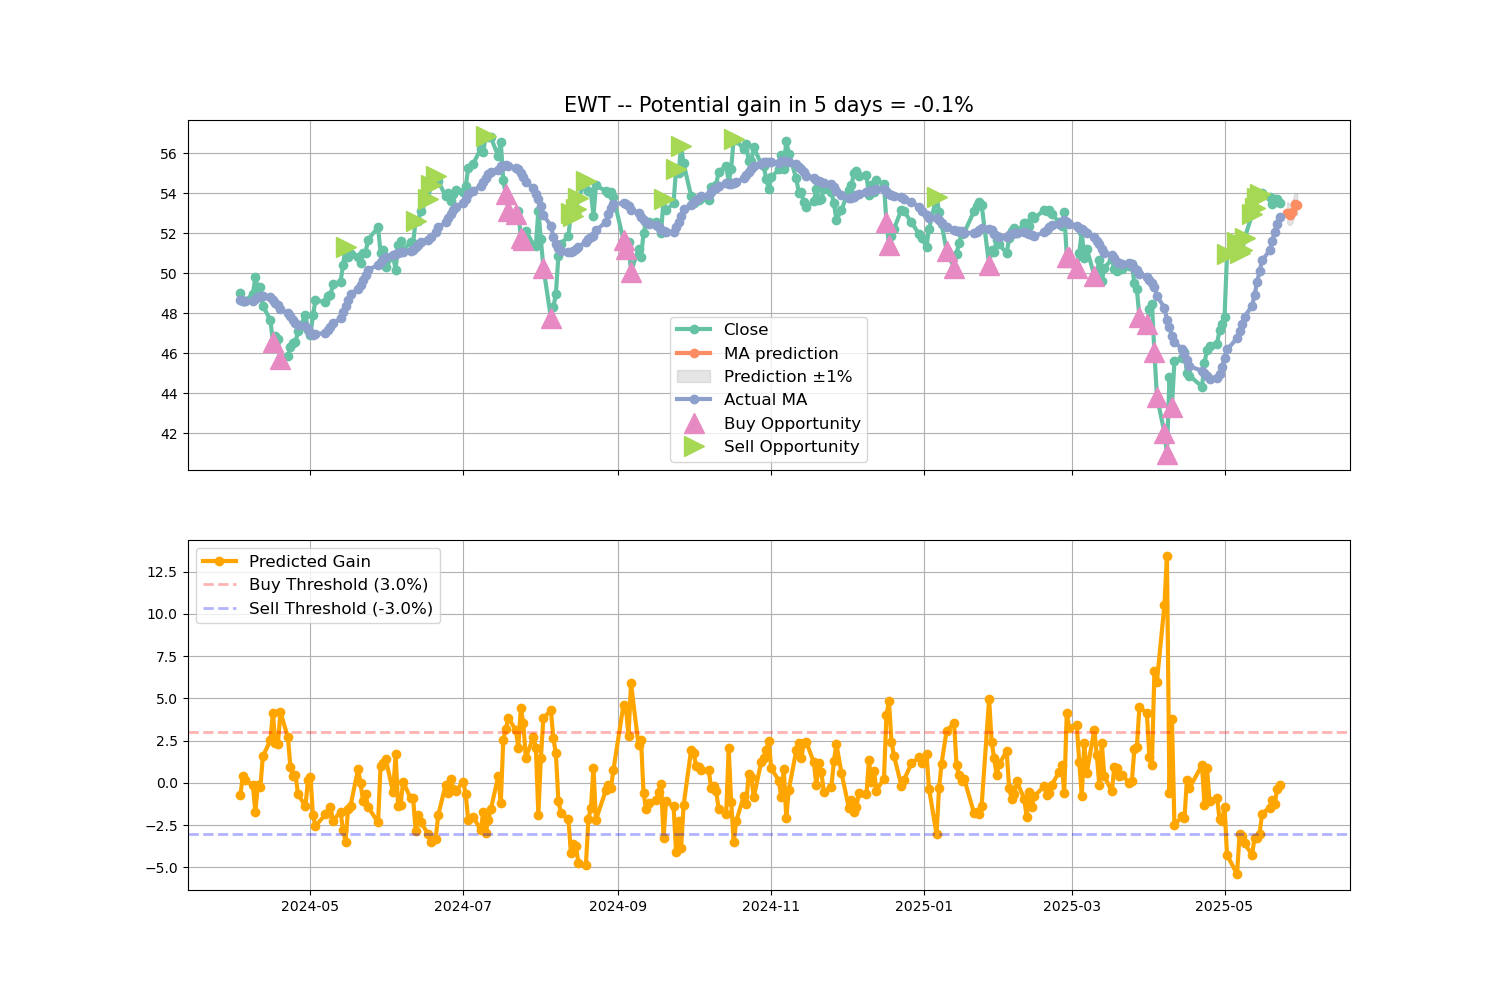 EWT -- Potential gain in 5 days = -0.1%
56
54
52
50
48
46
44
42
Close
MA prediction
Prediction ±1%
Actual MA
Buy Opportunity
Sell Opportunity
12.5
10.0
7.5
5.0
2.5
0.0
−2.5
−5.0
Predicted Gain
Buy Threshold (3.0%)
Sell Threshold (-3.0%)
2024-05 2024-07 2024-09 2024-11 2025-01 2025-03 2025-05